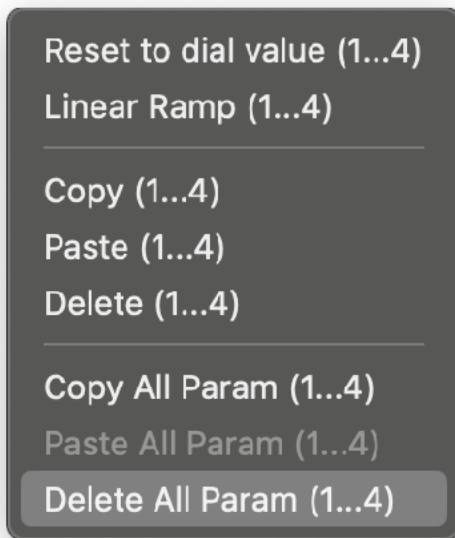 Reset to dial value (1...4)
Linear Ramp (1...4)
Copy (1...4)
Paste (1...4)
Delete (1...4)
Copy All Param (1...4)
Paste All Param (1...4)
Delete All Param (1...4)